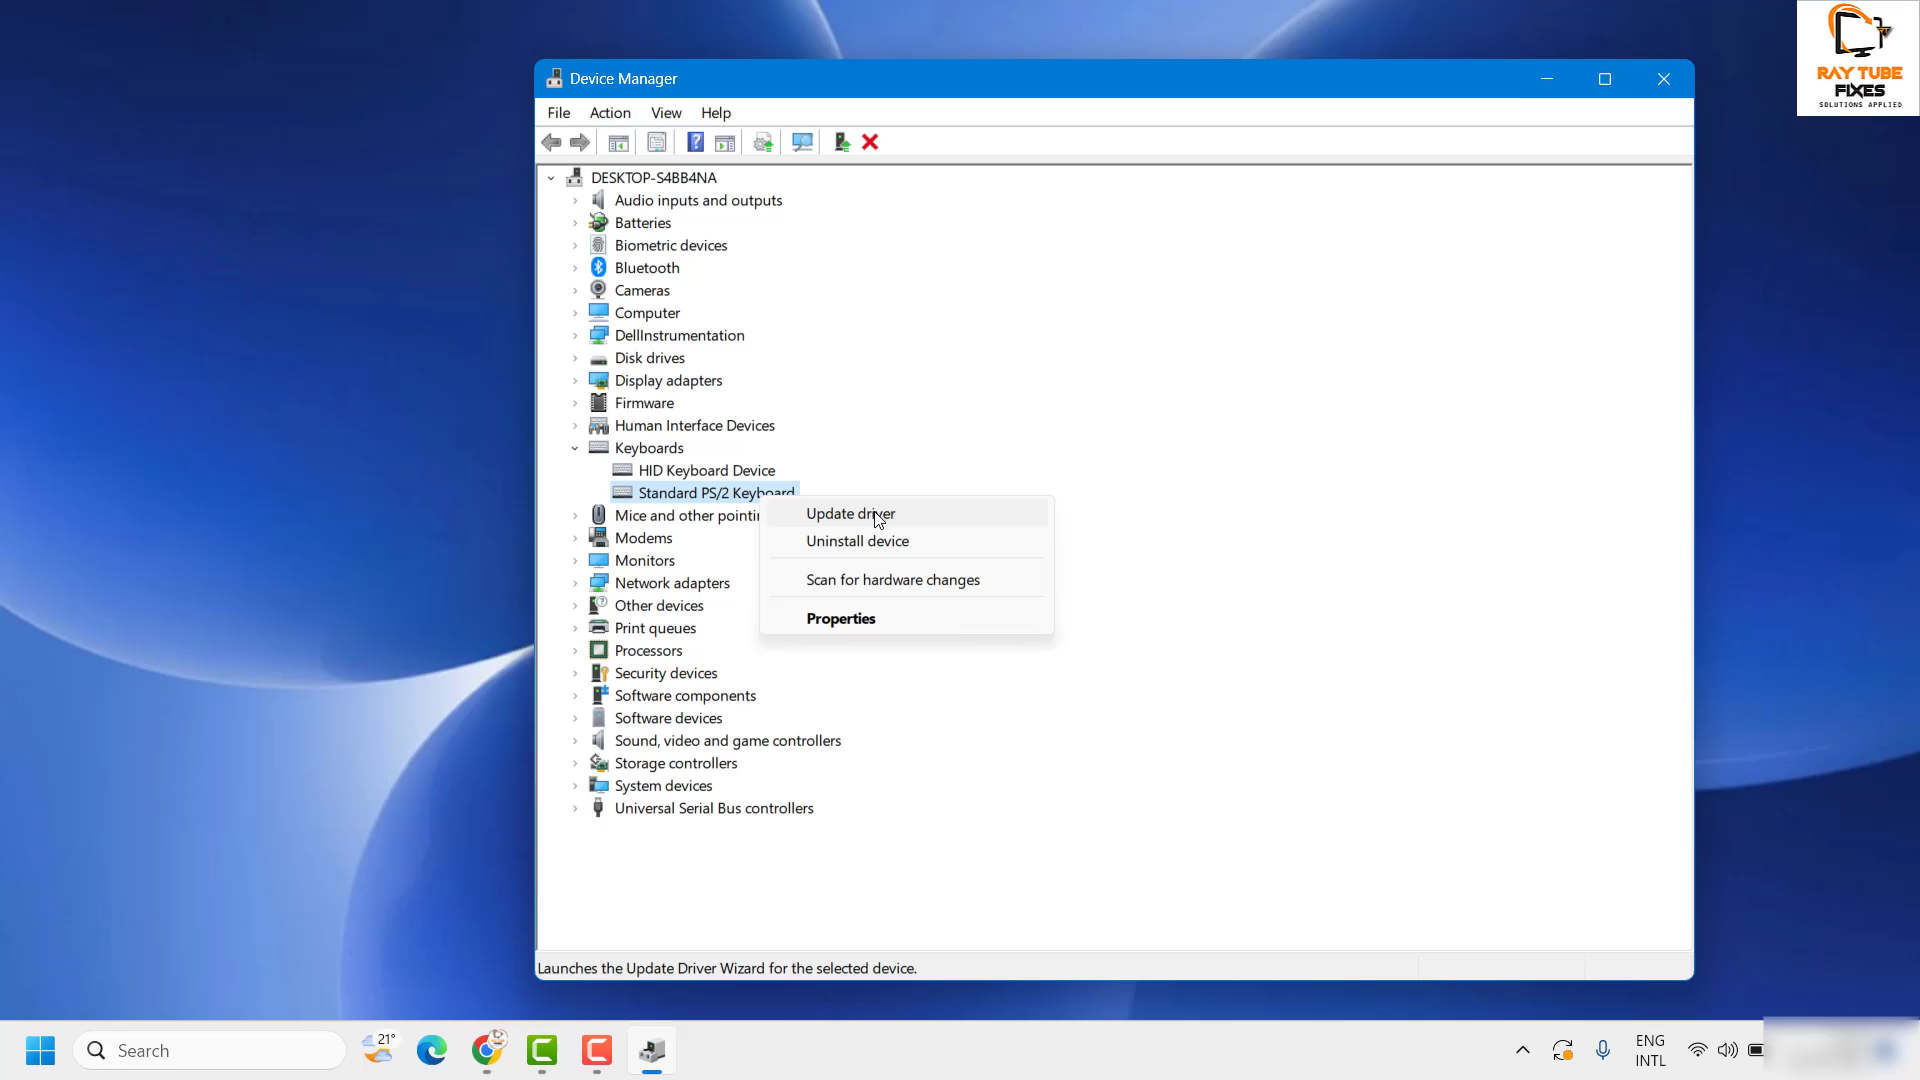 RAY TUBE
FIXES
SOLUTIONS APPLIED
Device Manager
File Action View Help
DESKTOP-S4BB4NA
Audio inputs and outputs
Batteries
Biometric devices
Bluetooth
Cameras
Computer
DellInstrumentation
Disk drives
Display adapters
Firmware
Human Interface Devices
Keyboards
HID Keyboard Device
Standard PS/2 Keyboard
Mice and other pointin
Modems
Monitors
Network adapters
Other devices
Print queues
Processors
Security devices
Software components
Software devices
Sound, video and game controllers
Storage controllers
System devices
Universal Serial Bus controllers
Update driver
Uninstall device
Scan for hardware changes
Properties
Launches the Update Driver Wizard for the selected device.
Search
21°
ENG
INTL